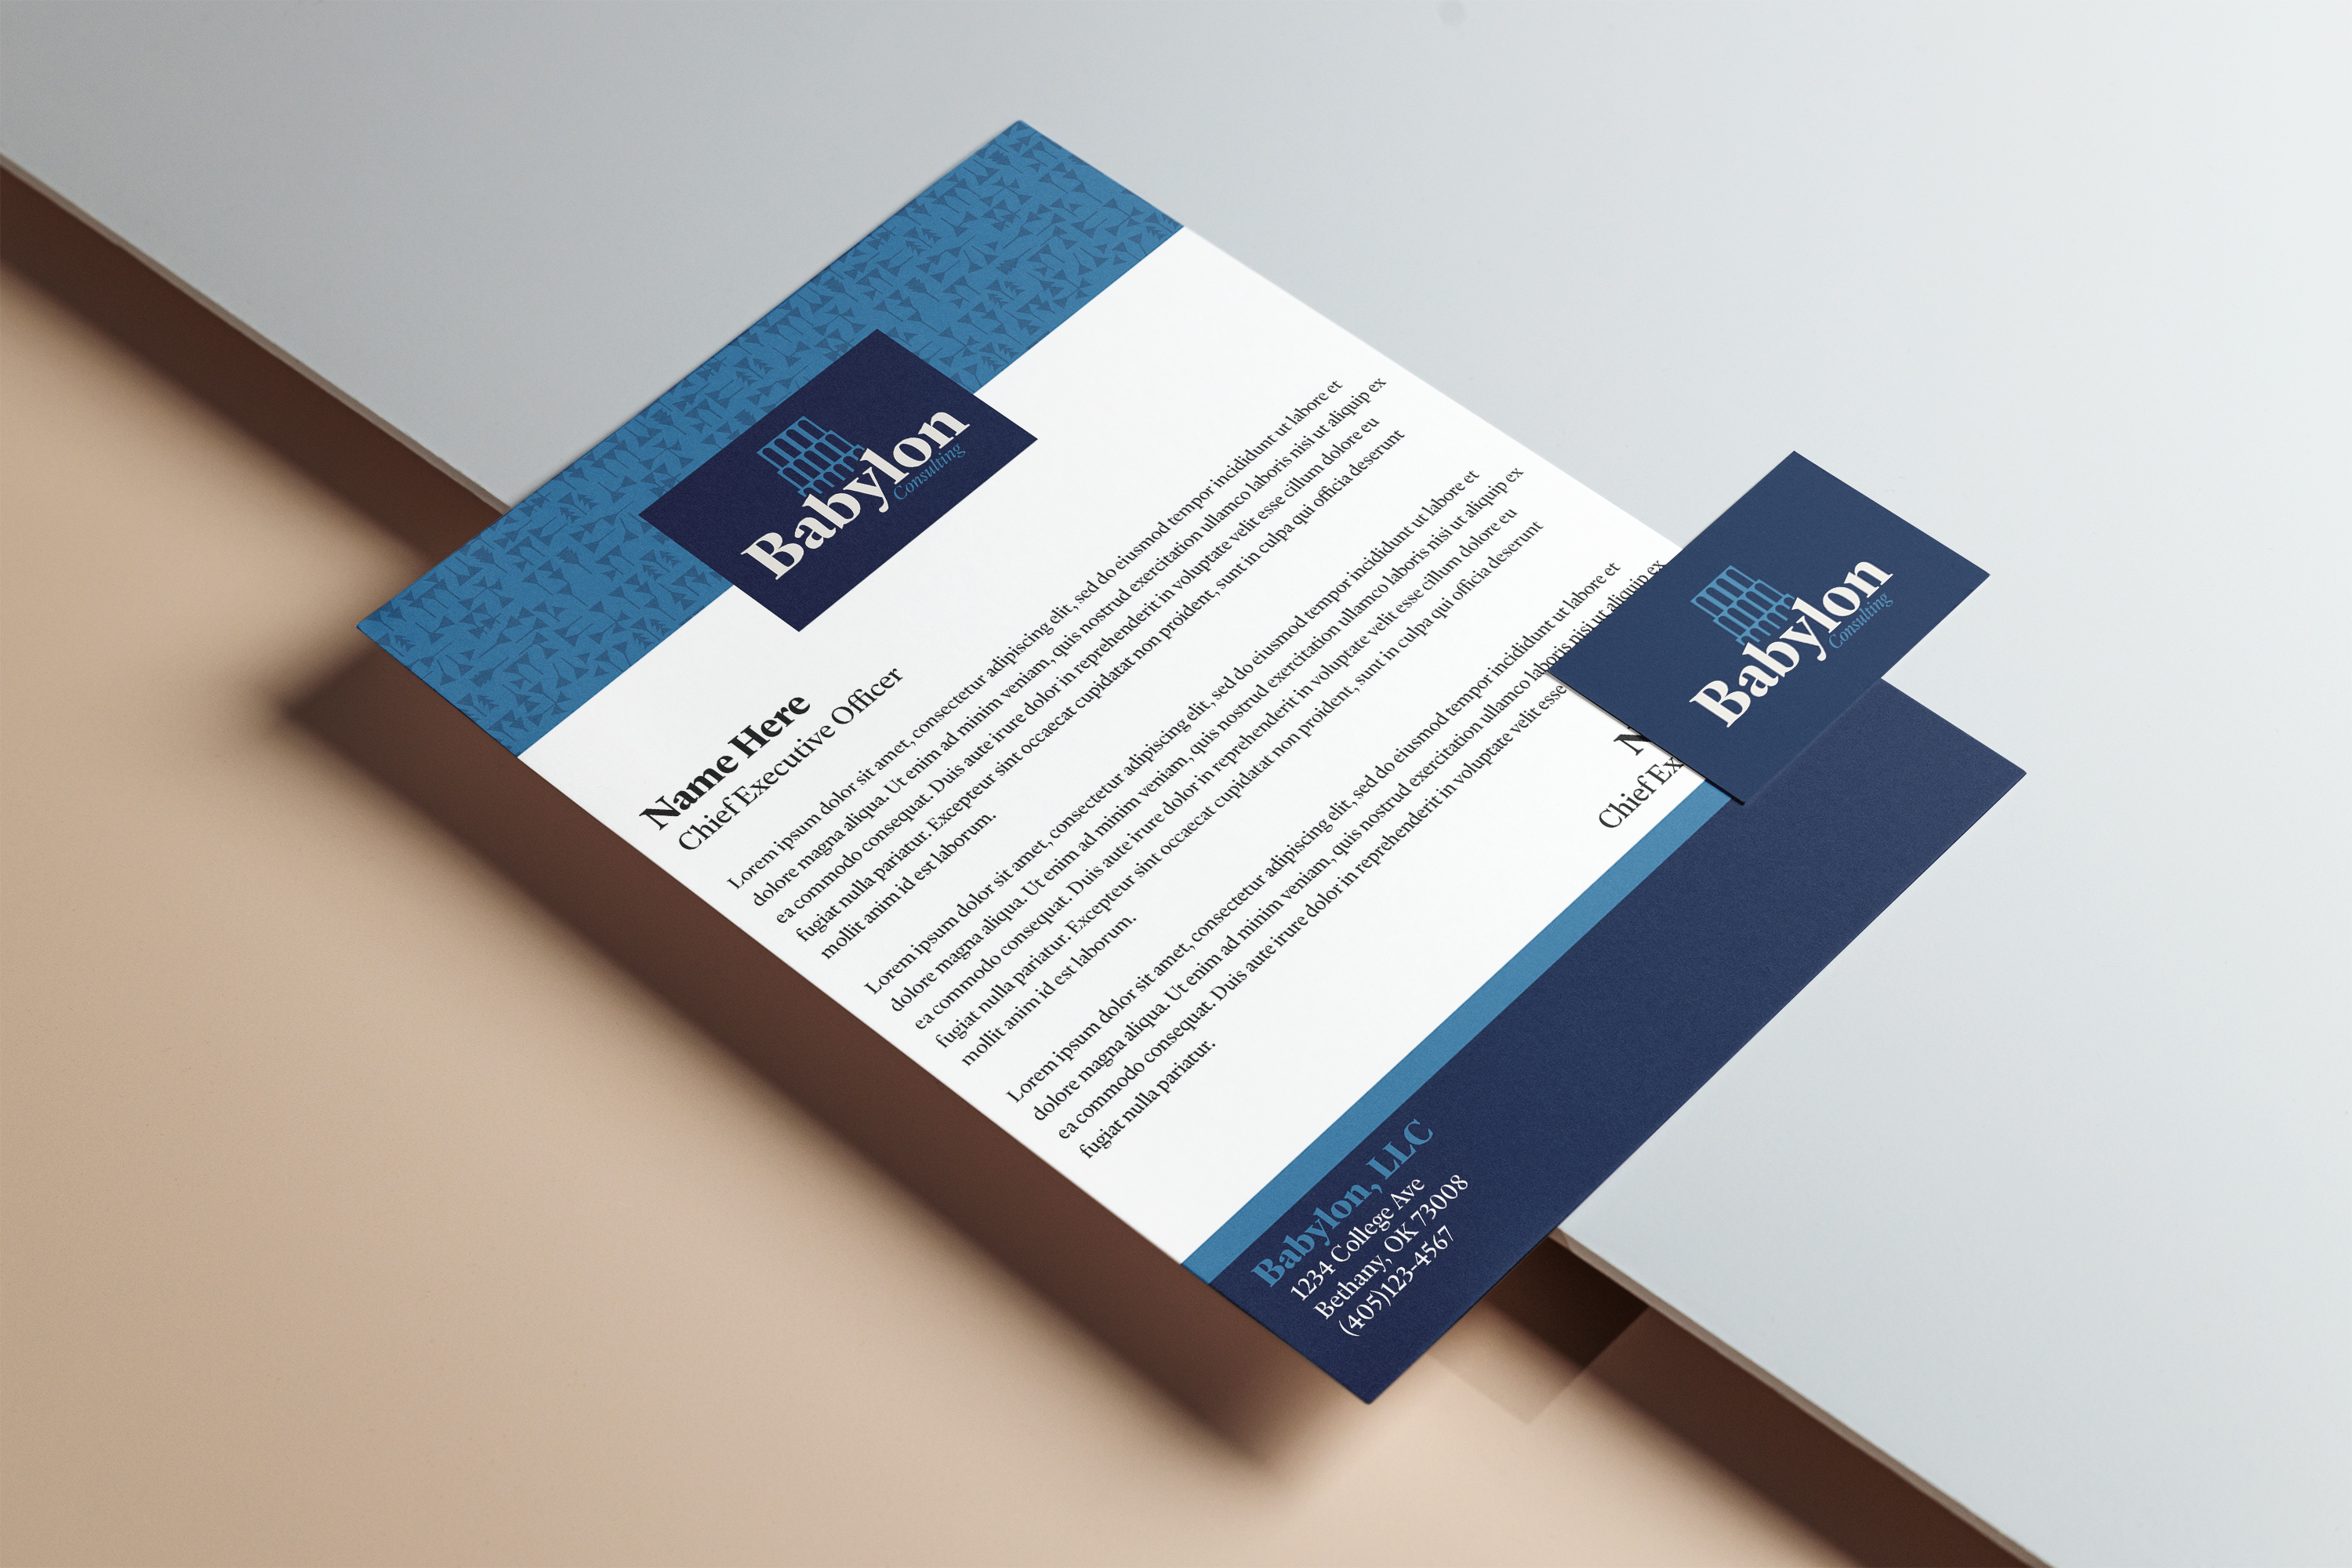 Babylon
Consulting
Name Here
Chief Executive Officer
Lorem ipsum dolor sit amet, consectetur adipiscing elit, sed do eiusmod tempor incididunt ut labore et
dolore magna aliqua. Ut enim ad minim veniam, quis nostrud exercitation ullamco laboris nisi ut aliquip ex
ea commodo consequat. Duis aute irure dolor in reprehenderit in voluptate velit esse cillum dolore eu
fugiat nulla pariatur. Excepteur sint occaecat cupidatat non proident, sunt in culpa qui officia deserunt
mollit anim id est laborum.
Lorem ipsum dolor sit amet, consectetur adipiscing elit, sed do eiusmod tempor incididunt ut labore et
dolore magna aliqua. Ut enim ad minim veniam, quis nostrud exercitation ullamco laboris nisi ut aliquip ex
ea commodo consequat. Duis aute irure dolor in reprehenderit in voluptate velit esse cillum dolore eu
fugiat nulla pariatur. Excepteur sint occaecat cupidatat non proident, sunt in culpa qui officia deserunt
mollit anim id est laborum.
Lorem ipsum dolor sit amet, consectetur adipiscing elit, sed do eiusmod tempor incididunt ut labore et
dolore magna aliqua. Ut enim ad minim veniam, quis nostrud exercitation ullamco laboris nisi ut aliquip ex
ea commodo consequat. Duis aute irure dolor in reprehenderit in voluptate velit esse
fugiat nulla pariatur.
Chief
Babylon, LLC
1234 College Ave
Bethany, OK 73008
(405)123-4567
Babylon
Consulting